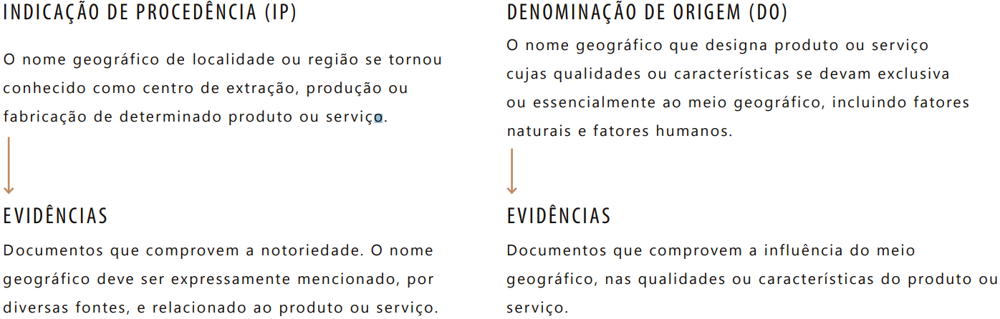 INDICAÇÃO DE PROCEDÊNCIA (IP)
O nome geográfico de localidade ou região se tornou
conhecido como centro de extração, produção ou
fabricação de determinado produto ou serviço.
EVIDÊNCIAS
Documentos que comprovem a notoriedade. O nome
geográfico deve ser expressamente mencionado, por
diversas fontes, e relacionado ao produto ou serviço.
DENOMINAÇÃO DE ORIGEM (DO)
O nome geográfico que designa produto ou serviço
cujas qualidades ou características se devam exclusiva
ou essencialmente ao meio geográfico, incluindo fatores
naturais e fatores humanos.
EVIDÊNCIAS
Documentos que comprovem a influência do meio
geográfico, nas qualidades ou características do produto ou
serviço.